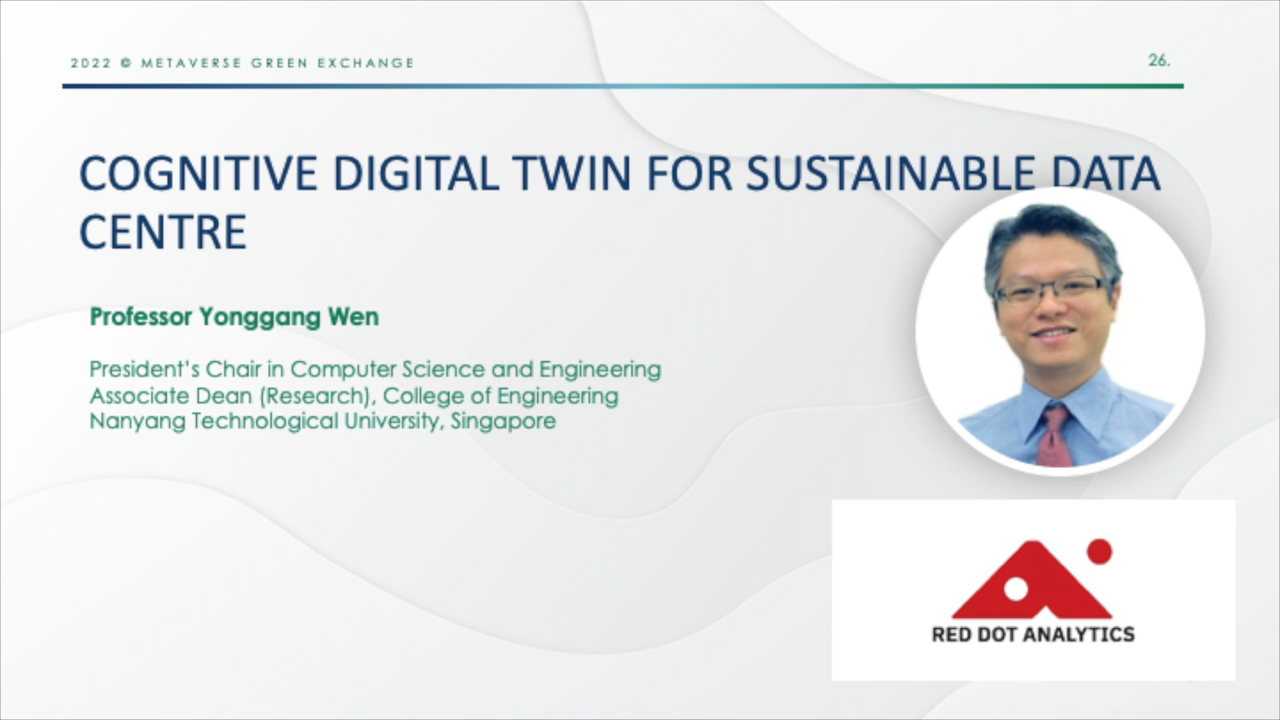 2022 @ METAVERSE GREEN EXCHANGE
26.
COGNITIVE DIGITAL TWIN FOR SUSTAINABLE DATA
CENTRE
Professor Yonggang Wen
President's Chair in Computer Science and Engineering
Associate Dean (Research), College of Engineering
Nanyang Technological University, Singapore
RED DOT ANALYTICS